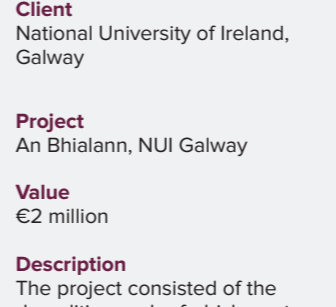 Client
National University of Ireland,
Galway
Project
An Bhialann, NUI Galway
Value
€2 million
Description
The project consisted of the